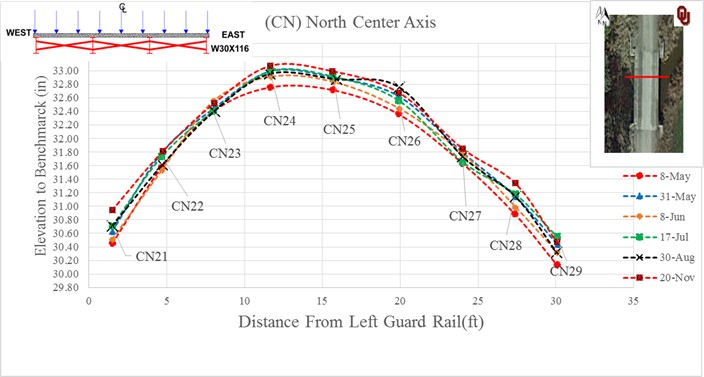 ℄
WEST
EAST
W30X116
(CN) North Center Axis
N
OU
Elevation to Benchmarck (in)
33.00
32.80
32.60
32.40
32.20
32.00
31.80
31.60
31.40
31.20
31.00
30.80
30.60
30.40
30.20
30.00
29.80
CN21
CN22
CN23
CN24
CN25
CN26
CN27
CN28
CN29
0
5
10
15
20
25
30
35
Distance From Left Guard Rail(ft)
8-May
31-May
8-Jun
17-Jul
30-Aug
20-Nov